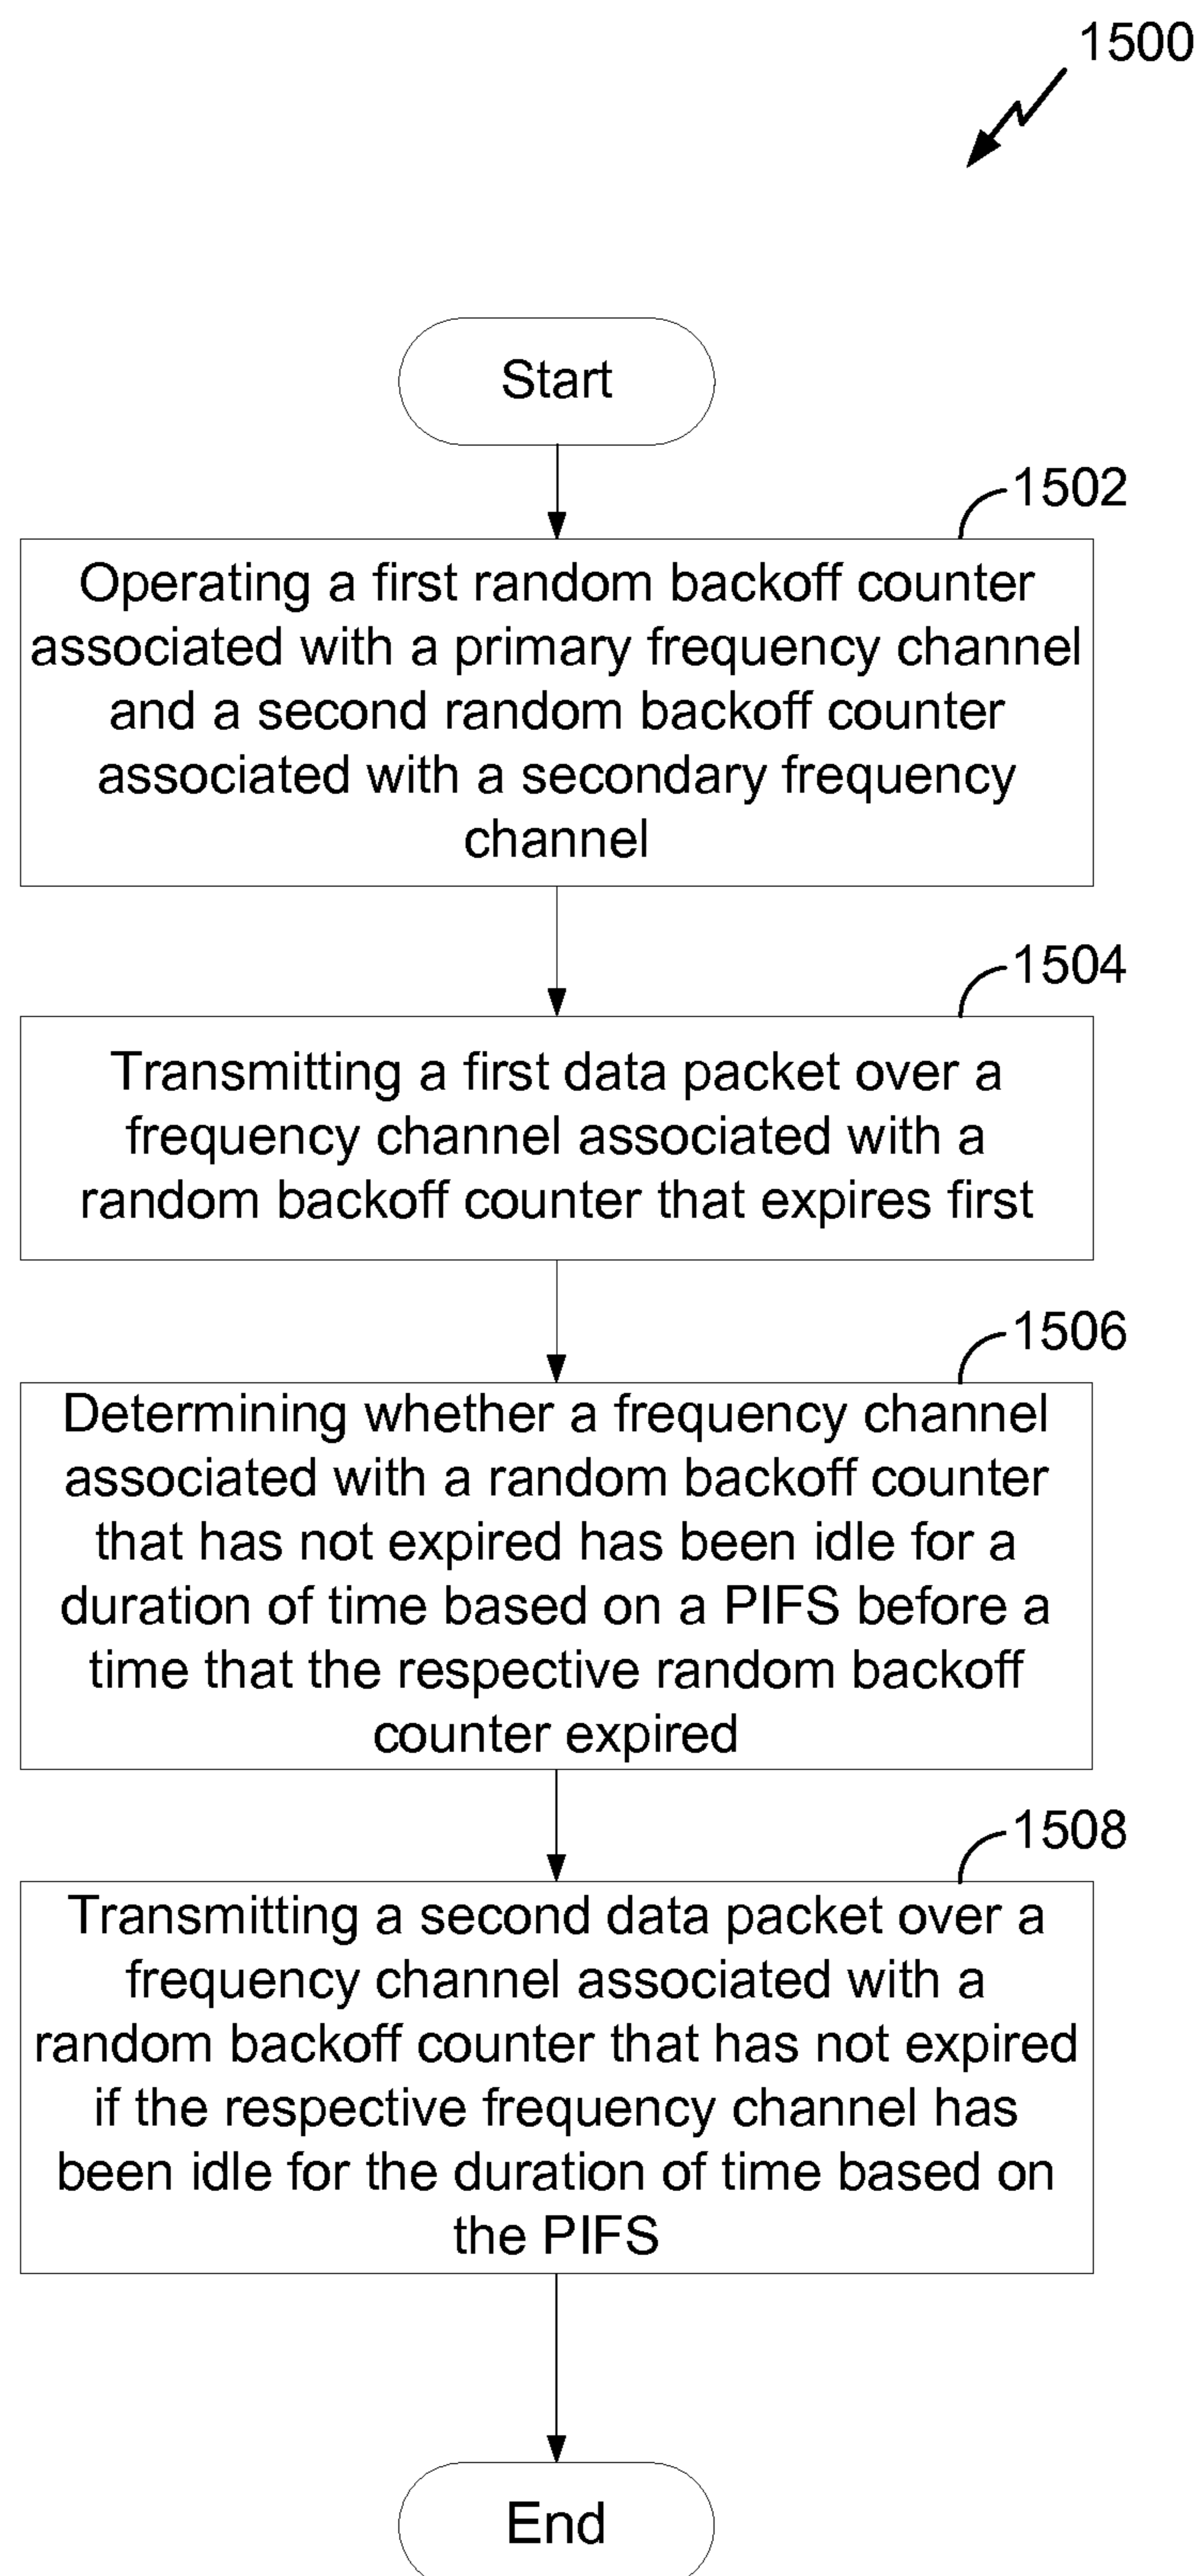 1500
Start
1502
Operating a first random backoff counter
associated with a primary frequency channel
and a second random backoff counter
associated with a secondary frequency
channel
1504
Transmitting a first data packet over a
frequency channel associated with a
random backoff counter that expires first
1506
Determining whether a frequency channel
associated with a random backoff counter
that has not expired has been idle for a
duration of time based on a PIFS before a
time that the respective random backoff
counter expired
1508
Transmitting a second data packet over a
frequency channel associated with a
random backoff counter that has not expired
if the respective frequency channel has
been idle for the duration of time based on
the PIFS
End